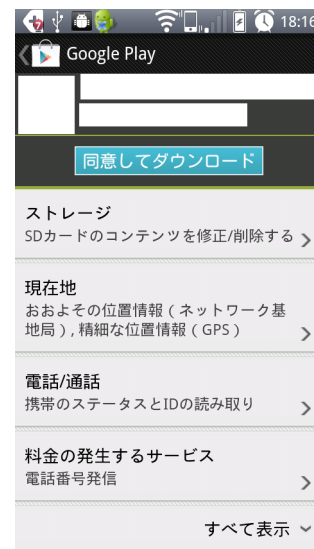 18:16
Google Play
同意してダウンロード
ストレージ
SDカードのコンテンツを修正/削除する
現在地
おおよその位置情報（ネットワーク基
地局）, 精細な位置情報（GPS）
電話/通話
携帯のステータスとIDの読み取り
料金の発生するサービス
電話番号発信
すべて表示